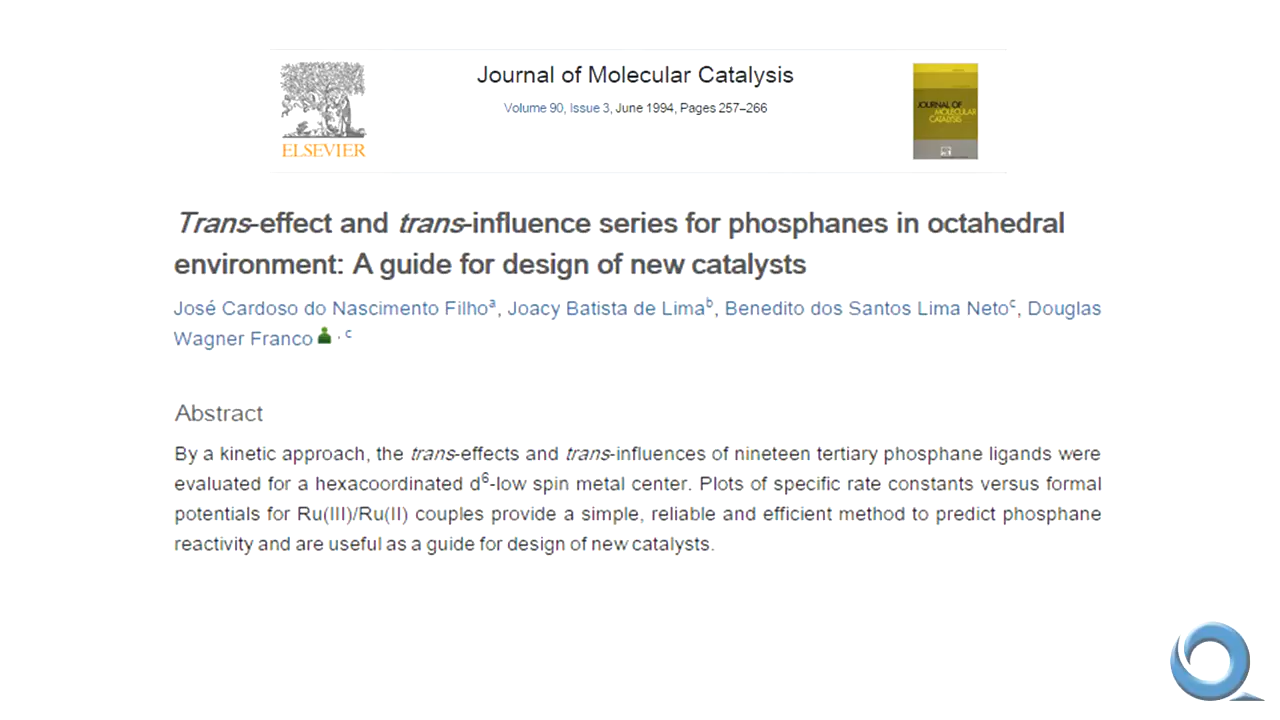 Journal of Molecular Catalysis
Volume 90, Issue 3, June 1994, Pages 257–266
ELSEVIER
JOURNAL OF
MOLECULAR
CATALYSIS
Trans-effect and trans-influence series for phosphanes in octahedral
environment: A guide for design of new catalysts
José Cardoso do Nascimento Filhoª, Joacy Batista de Limaᵇ, Benedito dos Santos Lima Netoᶜ, Douglas
Wagner Franco , ᶜ
Abstract
By a kinetic approach, the trans-effects and trans-influences of nineteen tertiary phosphane ligands were
evaluated for a hexacoordinated d⁶-low spin metal center. Plots of specific rate constants versus formal
potentials for Ru(III)/Ru(II) couples provide a simple, reliable and efficient method to predict phosphane
reactivity and are useful as a guide for design of new catalysts.